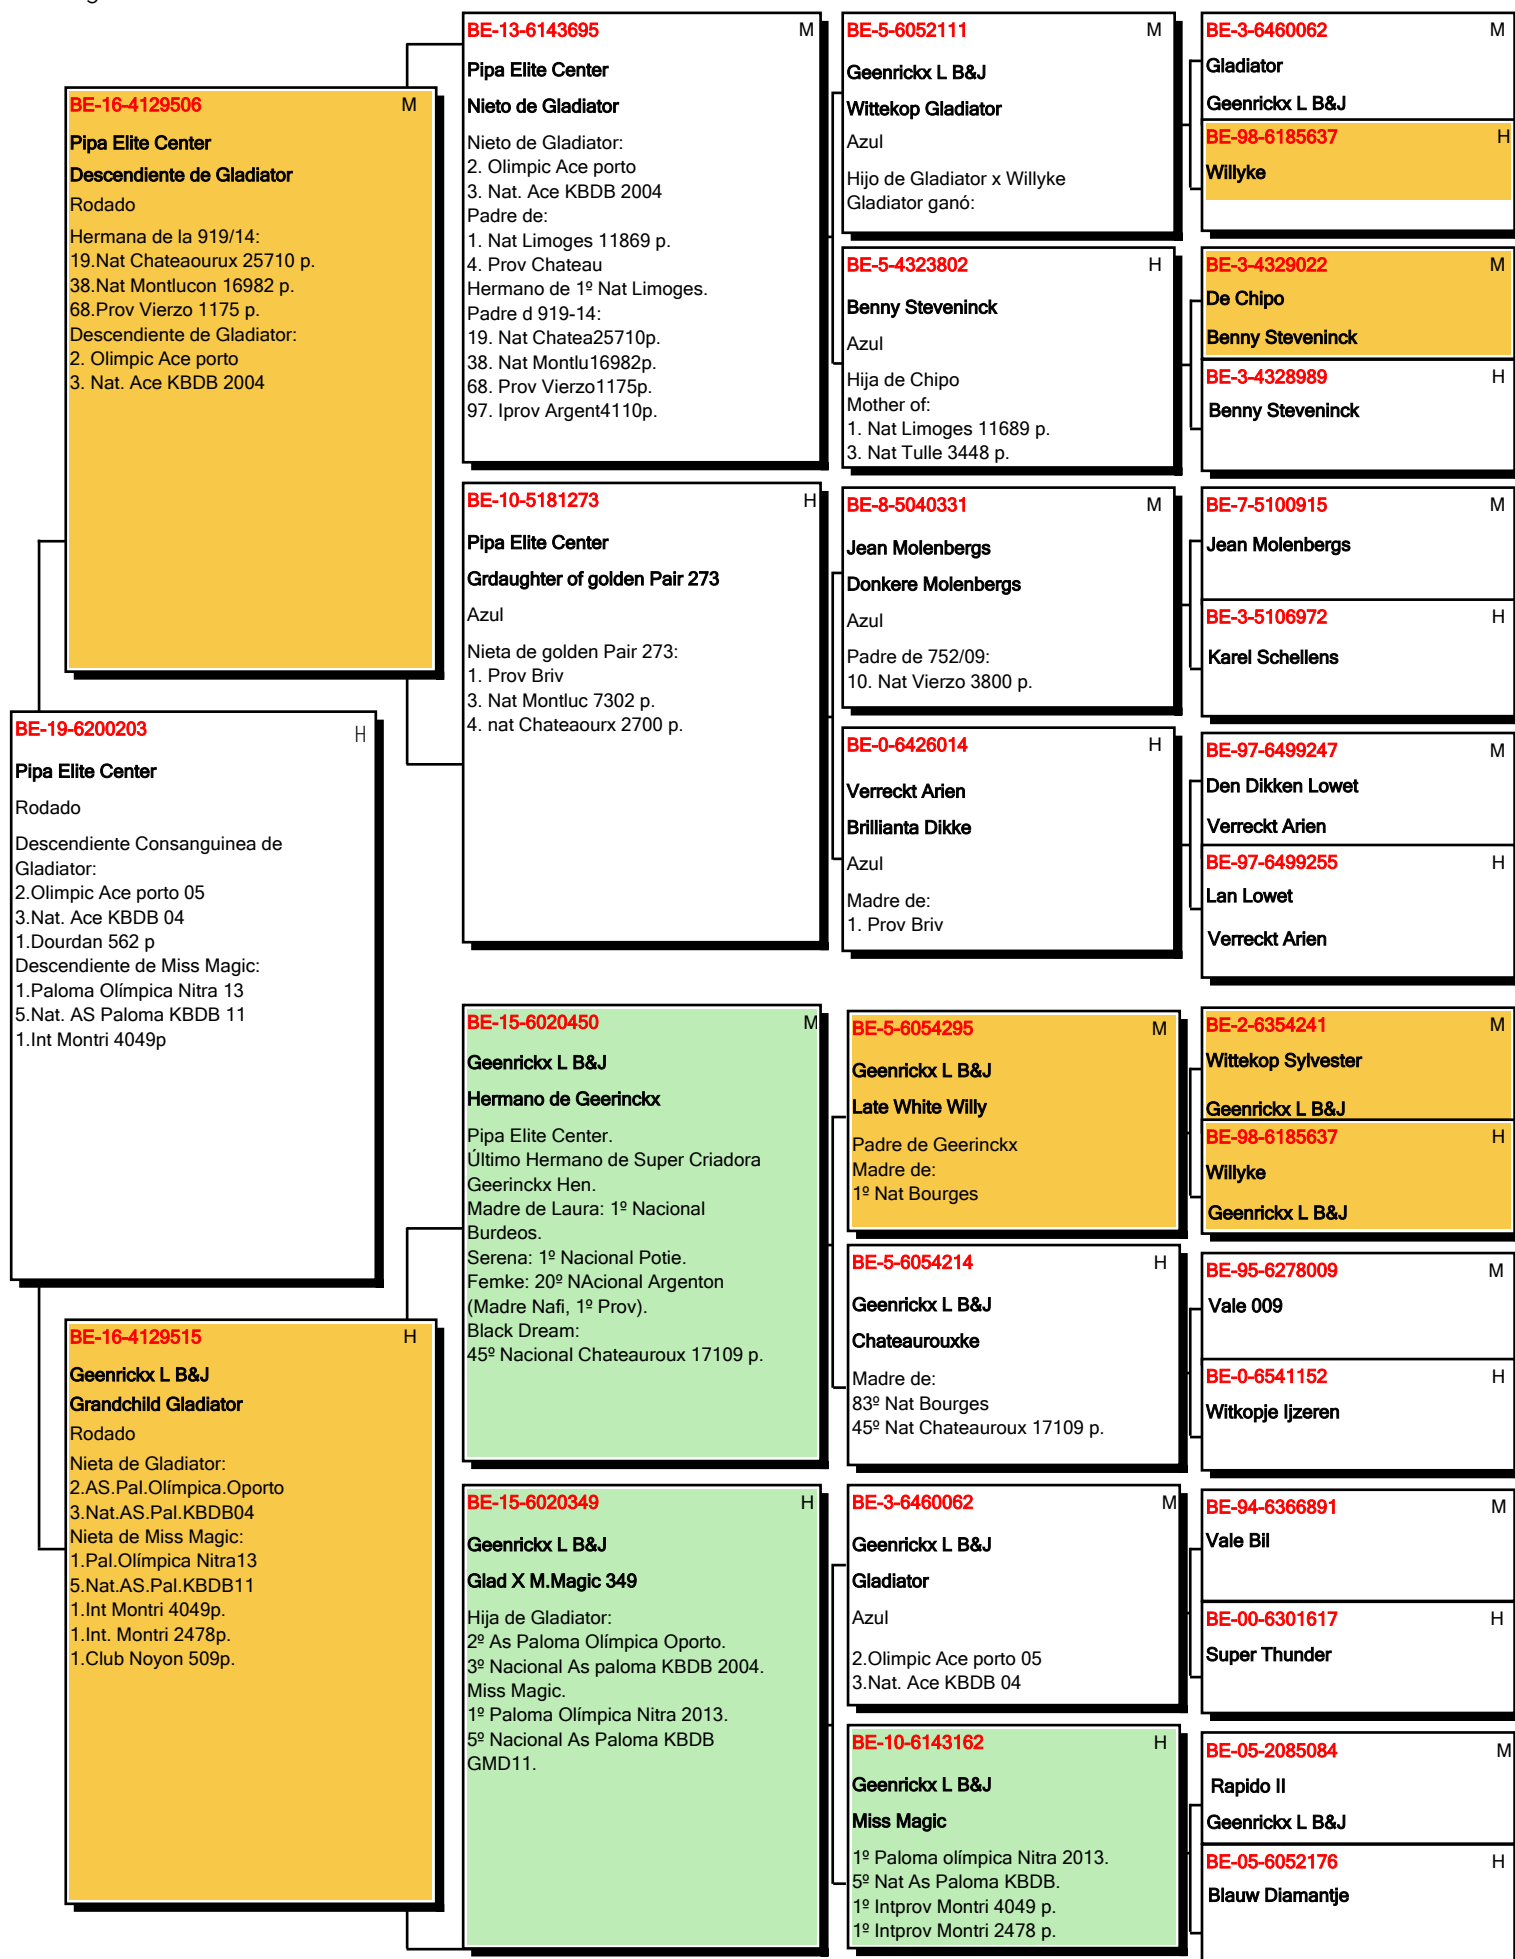 BE-16-4129506 M
Pipa Elite Center
Descendiente de Gladiator
Rodado
Hermana de la 919/14:
19.Nat Chateaourux 25710 p.
38.Nat Montlucon 16982 p.
68.Prov Vierzo 1175 p.
Descendiente de Gladiator:
2. Olimpic Ace porto
3. Nat. Ace KBDB 2004
BE-19-6200203 H
Pipa Elite Center
Rodado
Descendiente Consanguinea de
Gladiator:
2.Olimpic Ace porto 05
3.Nat. Ace KBDB 04
1.Dourdan 562 p
Descendiente de Miss Magic:
1.Paloma Olímpica Nitra 13
5.Nat. AS Paloma KBDB 11
1.Int Montri 4049p
BE-16-4129515 H
Geenrickx L B&J
Grandchild Gladiator
Rodado
Nieta de Gladiator:
2.AS.Pal.Olímpica.Oporto
3.Nat.AS.Pal.KBDB04
Nieta de Miss Magic:
1.Pal.Olímpica Nitra13
5.Nat.AS.Pal.KBDB11
1.Int Montri 4049p.
1.Int. Montri 2478p.
1.Club Noyon 509p.
BE-13-6143695 M
Pipa Elite Center
Nieto de Gladiator
Nieto de Gladiator:
2. Olimpic Ace porto
3. Nat. Ace KBDB 2004
Padre de:
1. Nat Limoges 11869 p.
4. Prov Chateau
Hermano de 1º Nat Limoges.
Padre d 919-14:
19. Nat Chatea25710p.
38. Nat Montlu16982p.
68. Prov Vierzo1175p.
97. Iprov Argent4110p.
BE-10-5181273 H
Pipa Elite Center
Grdaughter of golden Pair 273
Azul
Nieta de golden Pair 273:
1. Prov Briv
3. Nat Montluc 7302 p.
4. nat Chateaourx 2700 p.
BE-15-6020450 M
Geenrickx L B&J
Hermano de Geerinckx
Pipa Elite Center.
Último Hermano de Super Criadora
Geerinckx Hen.
Madre de Laura: 1º Nacional
Burdeos.
Serena: 1º Nacional Potie.
Femke: 20º NAcional Argenton
(Madre Nafi, 1º Prov).
Black Dream:
45º Nacional Chateauroux 17109 p.
BE-15-6020349 H
Geenrickx L B&J
Glad X M.Magic 349
Hija de Gladiator:
2º As Paloma Olímpica Oporto.
3º Nacional As paloma KBDB 2004.
Miss Magic.
1º Paloma Olímpica Nitra 2013.
5º Nacional As Paloma KBDB
GMD11.
BE-5-6052111 M
Geenrickx L B&J
Wittekop Gladiator
Azul
Hijo de Gladiator x Willyke
Gladiator ganó:
BE-5-4323802 H
Benny Steveninck
Azul
Hija de Chipo
Mother of:
1. Nat Limoges 11689 p.
3. Nat Tulle 3448 p.
BE-8-5040331 M
Jean Molenbergs
Donkere Molenbergs
Azul
Padre de 752/09:
10. Nat Vierzo 3800 p.
BE-0-6426014 H
Verreckt Arien
Brillianta Dikke
Azul
Madre de:
1. Prov Briv
BE-5-6054295 M
Geenrickx L B&J
Late White Willy
Padre de Geerinckx
Madre de:
1º Nat Bourges
BE-5-6054214 H
Geenrickx L B&J
Chateaurouxke
Madre de:
83º Nat Bourges
45º Nat Chateauroux 17109 p.
BE-3-6460062 M
Geenrickx L B&J
Gladiator
Azul
2.Olimpic Ace porto 05
3.Nat. Ace KBDB 04
BE-10-6143162 H
Geenrickx L B&J
Miss Magic
1º Paloma olímpica Nitra 2013.
5º Nat As Paloma KBDB.
1º Intprov Montri 4049 p.
1º Intprov Montri 2478 p.
BE-3-6460062 M
Gladiator
Geenrickx L B&J
BE-98-6185637 H
Willyke
BE-3-4329022 M
De Chipo
Benny Steveninck
BE-3-4328989 H
Benny Steveninck
BE-7-5100915 M
Jean Molenbergs
BE-3-5106972 H
Karel Schellens
BE-97-6499247 M
Den Dikken Lowet
Verreckt Arien
BE-97-6499255 H
Lan Lowet
Verreckt Arien
BE-2-6354241 M
Wittekop Sylvester
Geenrickx L B&J
BE-98-6185637 H
Willyke
Geenrickx L B&J
BE-95-6278009 M
Vale 009
BE-0-6541152 H
Witkopje Ijzeren
BE-94-6366891 M
Vale Bil
BE-00-6301617 H
Super Thunder
BE-05-2085084 M
Rapido II
Geenrickx L B&J
BE-05-6052176 H
Blauw Diamantje